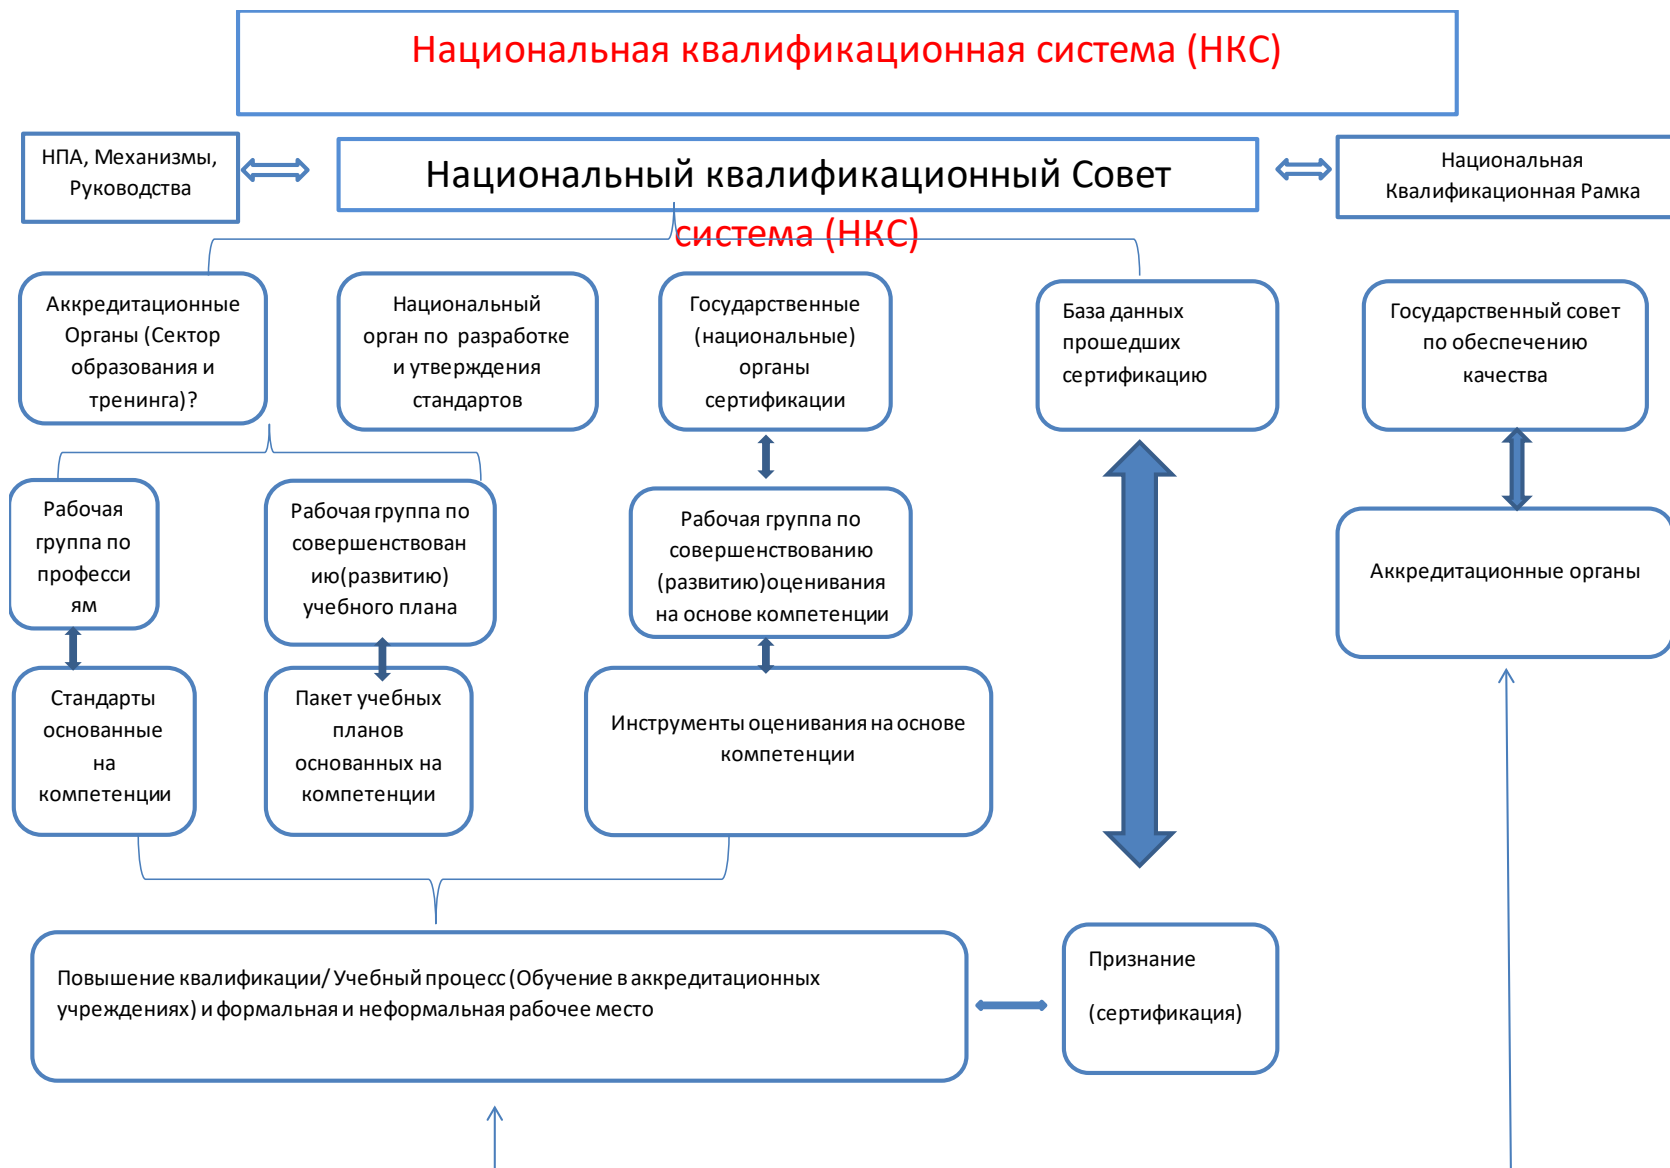 Национальная квалификационная система (НКС)
НПА, Механизмы,
Руководства
Национальный квалификационный Совет
Национальная
Квалификационная Рамка
система (НКС)
Аккредитационные
Органы (Сектор
образования и
тренинга)?
Национальный
орган по разработке
и утверждения
стандартов
Государственные
(национальные)
органы
сертификации
База данных
прошедших
сертификацию
Государственный совет
по обеспечению
качества
Рабочая
группа по
професси
ям
Рабочая группа по
совершенствован
ию(развитию)
учебного плана
Рабочая группа по
совершенствованию
(развитию)оценивания
на основе компетенции
Аккредитационные органы
Стандарты
основанные
на
компетенции
Пакет учебных
планов
основанных на
компетенции
Инструменты оценивания на основе
компетенции
Повышение квалификации/ Учебный процесс (Обучение в аккредитационных
учреждениях) и формальная и неформальная рабочее место
Признание
(сертификация)